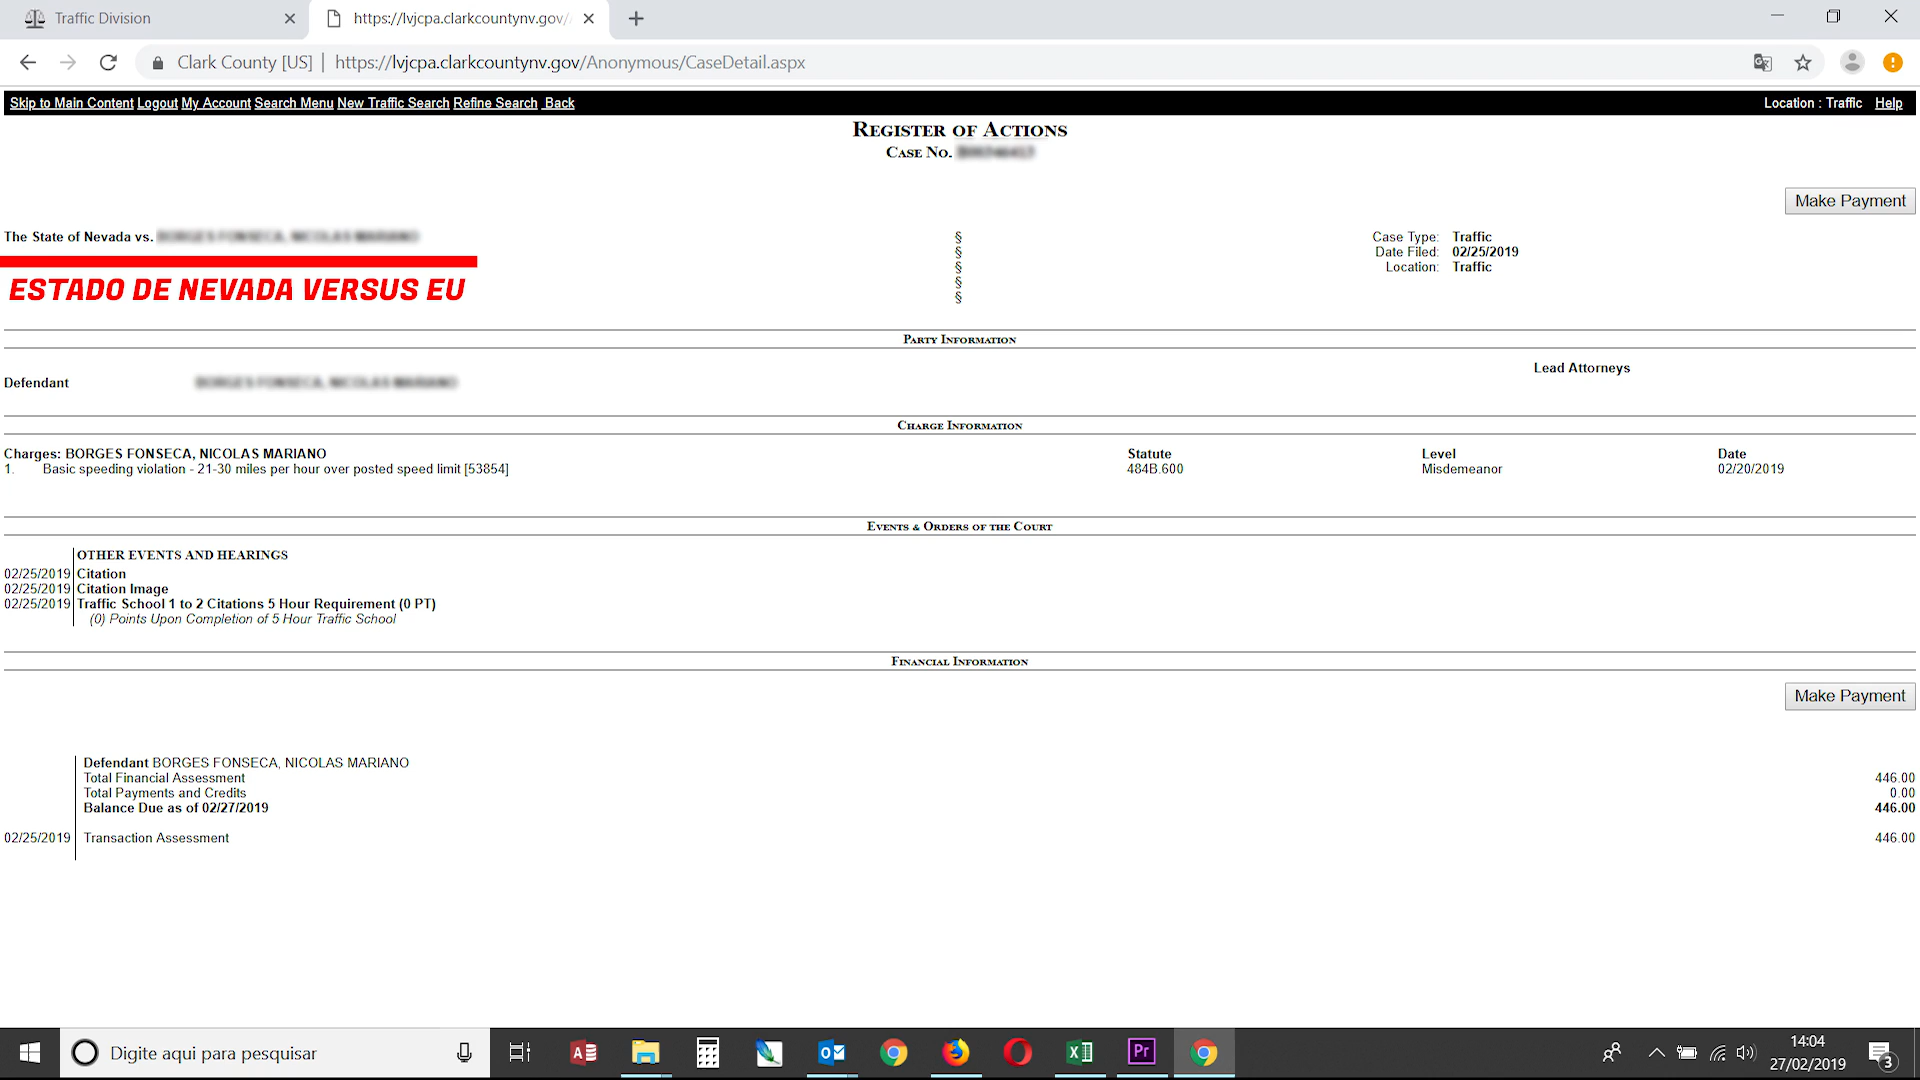 Traffic Division
https://lvjcpa.clarkcountynv.gov/
Clark County [US] | https://lvjcpa.clarkcountynv.gov/Anonymous/CaseDetail.aspx
Skip to Main Content Logout My Account Search Menu New Traffic Search Refine Search Back
Location : Traffic Help
REGISTER OF ACTIONS
CASE NO.
Make Payment
The State of Nevada vs.
§
§
§
§
§
Case Type: Traffic
Date Filed: 02/25/2019
Location: Traffic
ESTADO DE NEVADA VERSUS EU
PARTY INFORMATION
Lead Attorneys
Defendant
CHARGE INFORMATION
Charges: BORGES FONSECA, NICOLAS MARIANO Statute Level Date
1. Basic speeding violation - 21-30 miles per hour over posted speed limit [53854] 484B.600 Misdemeanor 02/20/2019
EVENTS & ORDERS OF THE COURT
OTHER EVENTS AND HEARINGS
02/25/2019 Citation
02/25/2019 Citation Image
02/25/2019 Traffic School 1 to 2 Citations 5 Hour Requirement (0 PT)
(0) Points Upon Completion of 5 Hour Traffic School
FINANCIAL INFORMATION
Make Payment
Defendant BORGES FONSECA, NICOLAS MARIANO
Total Financial Assessment 446.00
Total Payments and Credits 0.00
Balance Due as of 02/27/2019 446.00
02/25/2019 Transaction Assessment 446.00
Digite aqui para pesquisar
Pr
14:04
27/02/2019
3